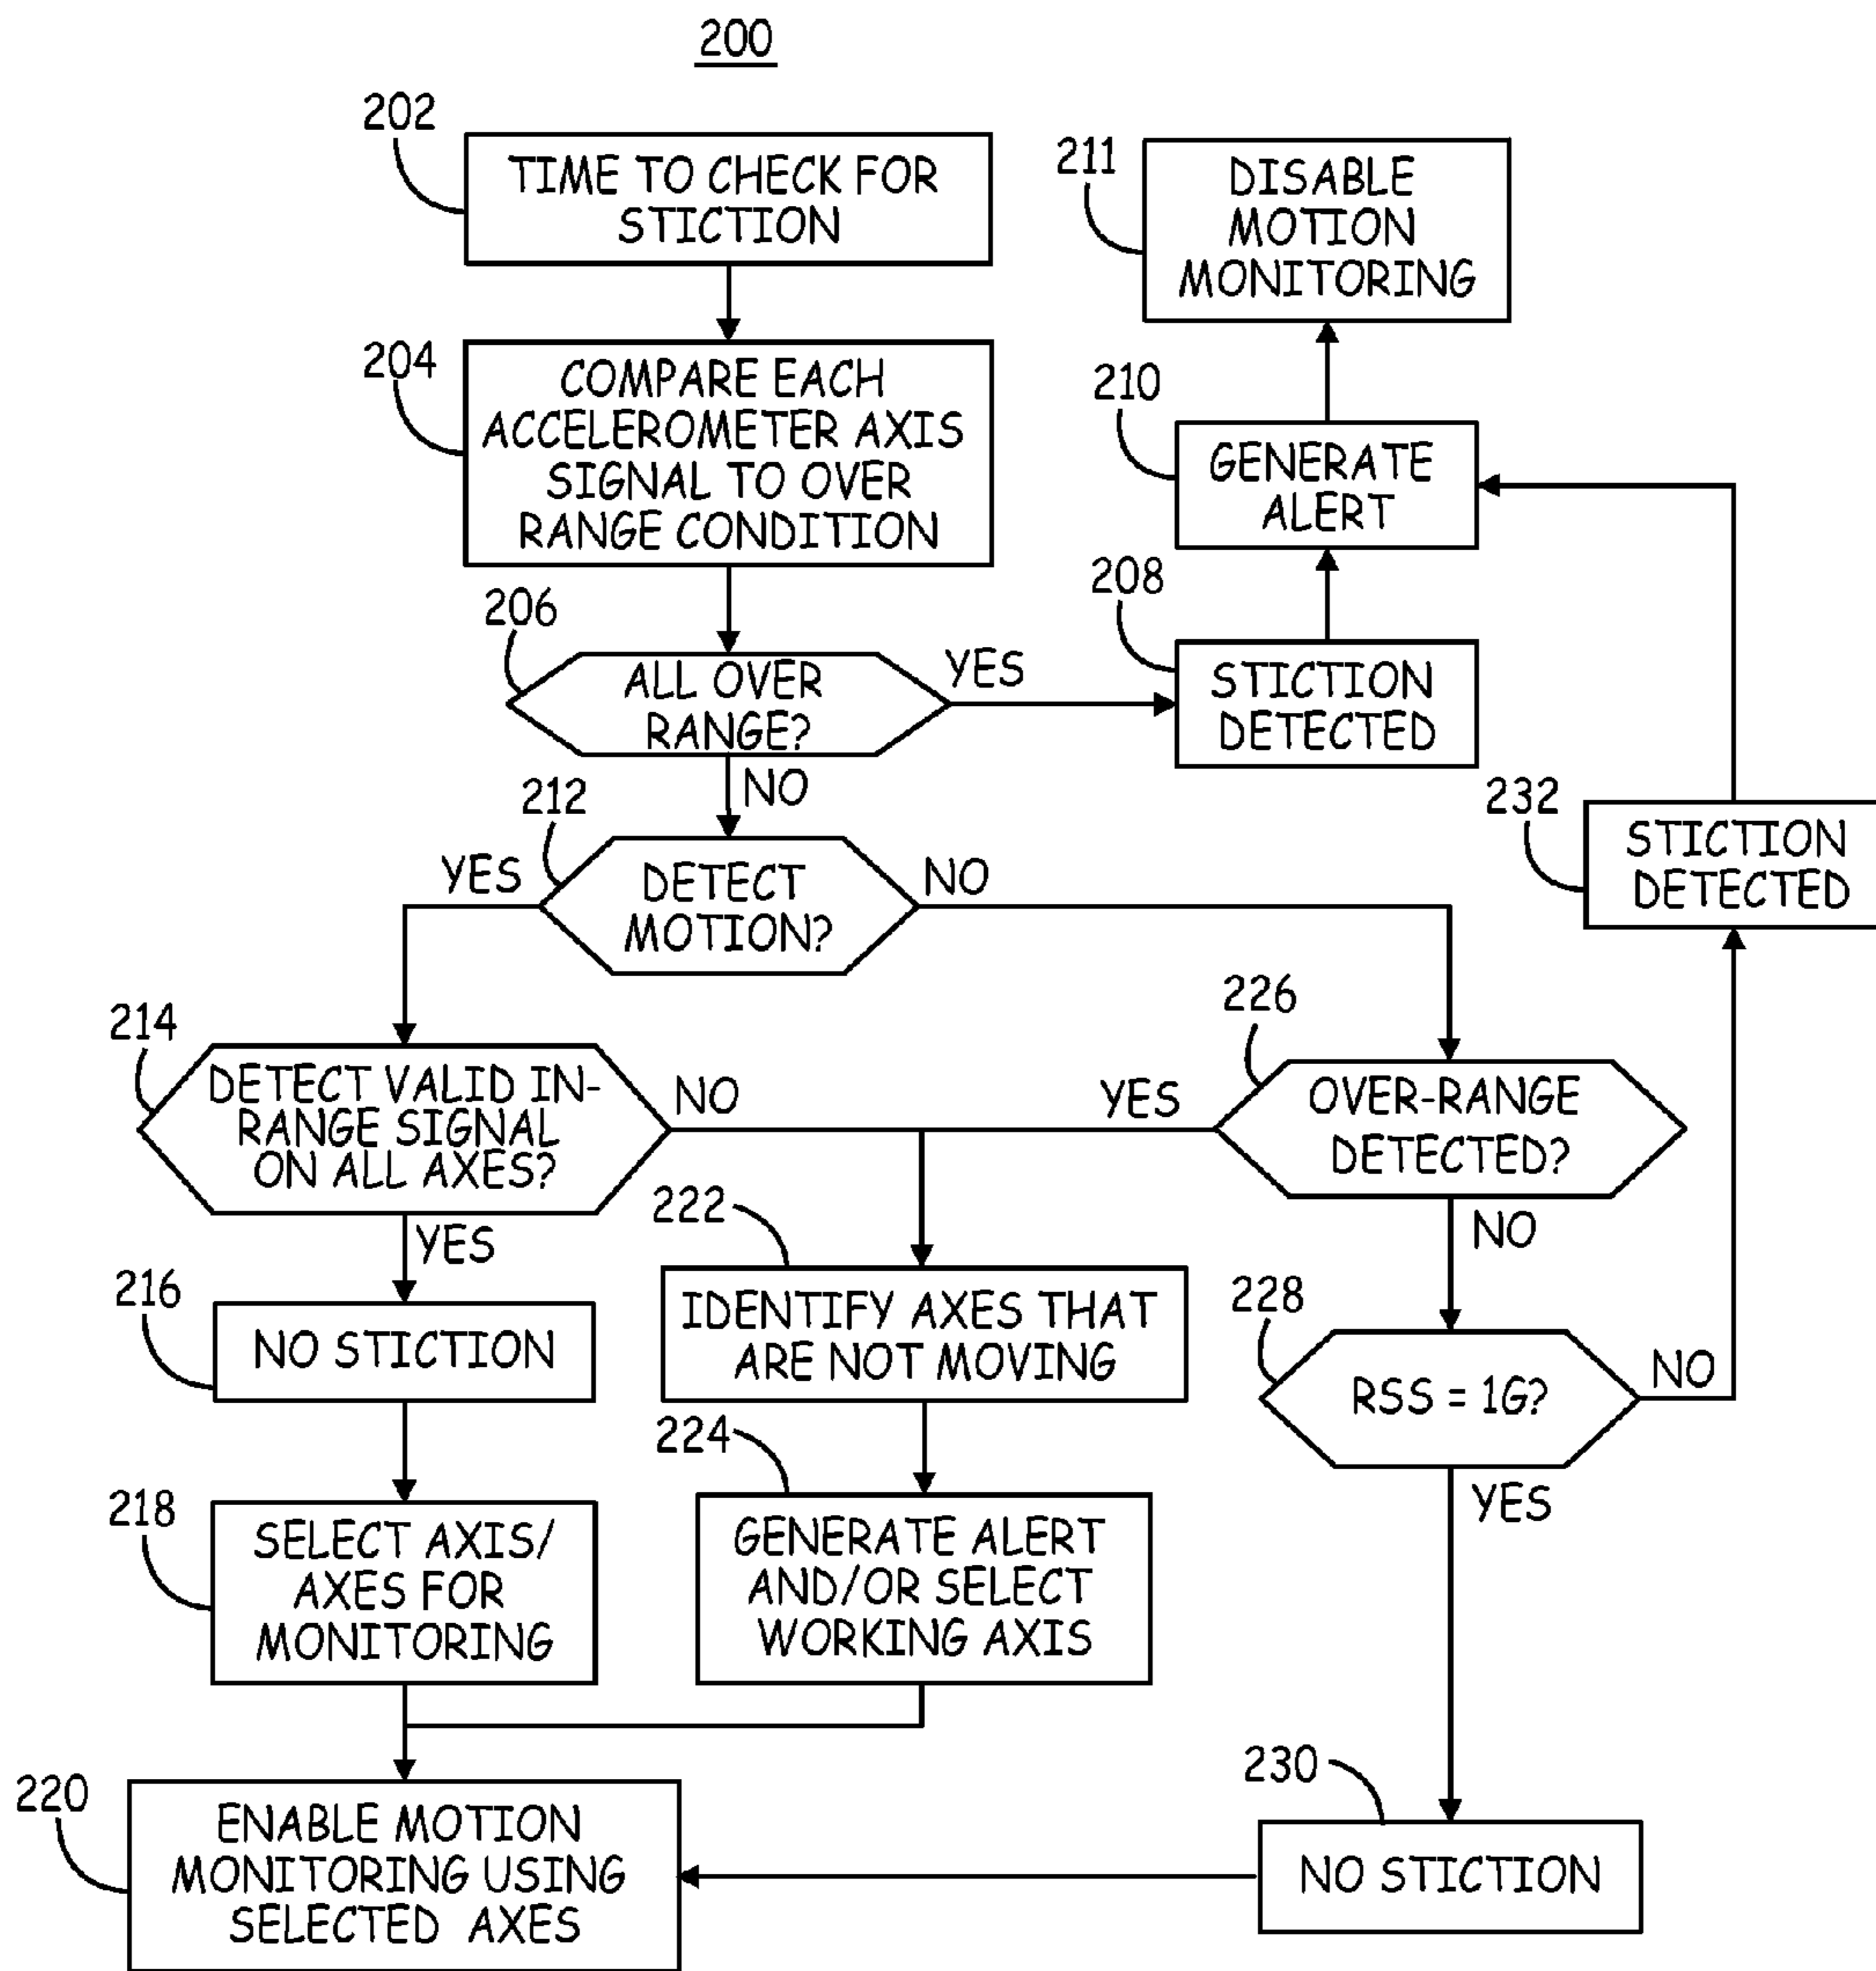 200
202
TIME TO CHECK FOR
STICTION
211
DISABLE
MOTION
MONITORING
204
COMPARE EACH
ACCELEROMETER AXIS
SIGNAL TO OVER
RANGE CONDITION
210
GENERATE
ALERT
206
ALL OVER
RANGE?
YES
208
STICTION
DETECTED
NO
232
STICTION
DETECTED
212
YES
DETECT
MOTION?
NO
214
DETECT VALID IN-
RANGE SIGNAL
ON ALL AXES?
NO
226
YES
OVER-RANGE
DETECTED?
YES
NO
216
NO STICTION
222
IDENTIFY AXES THAT
ARE NOT MOVING
228
RSS = 1G?
NO
YES
218
SELECT AXIS/
AXES FOR
MONITORING
224
GENERATE ALERT
AND/OR SELECT
WORKING AXIS
220
ENABLE MOTION
MONITORING USING
SELECTED AXES
230
NO STICTION